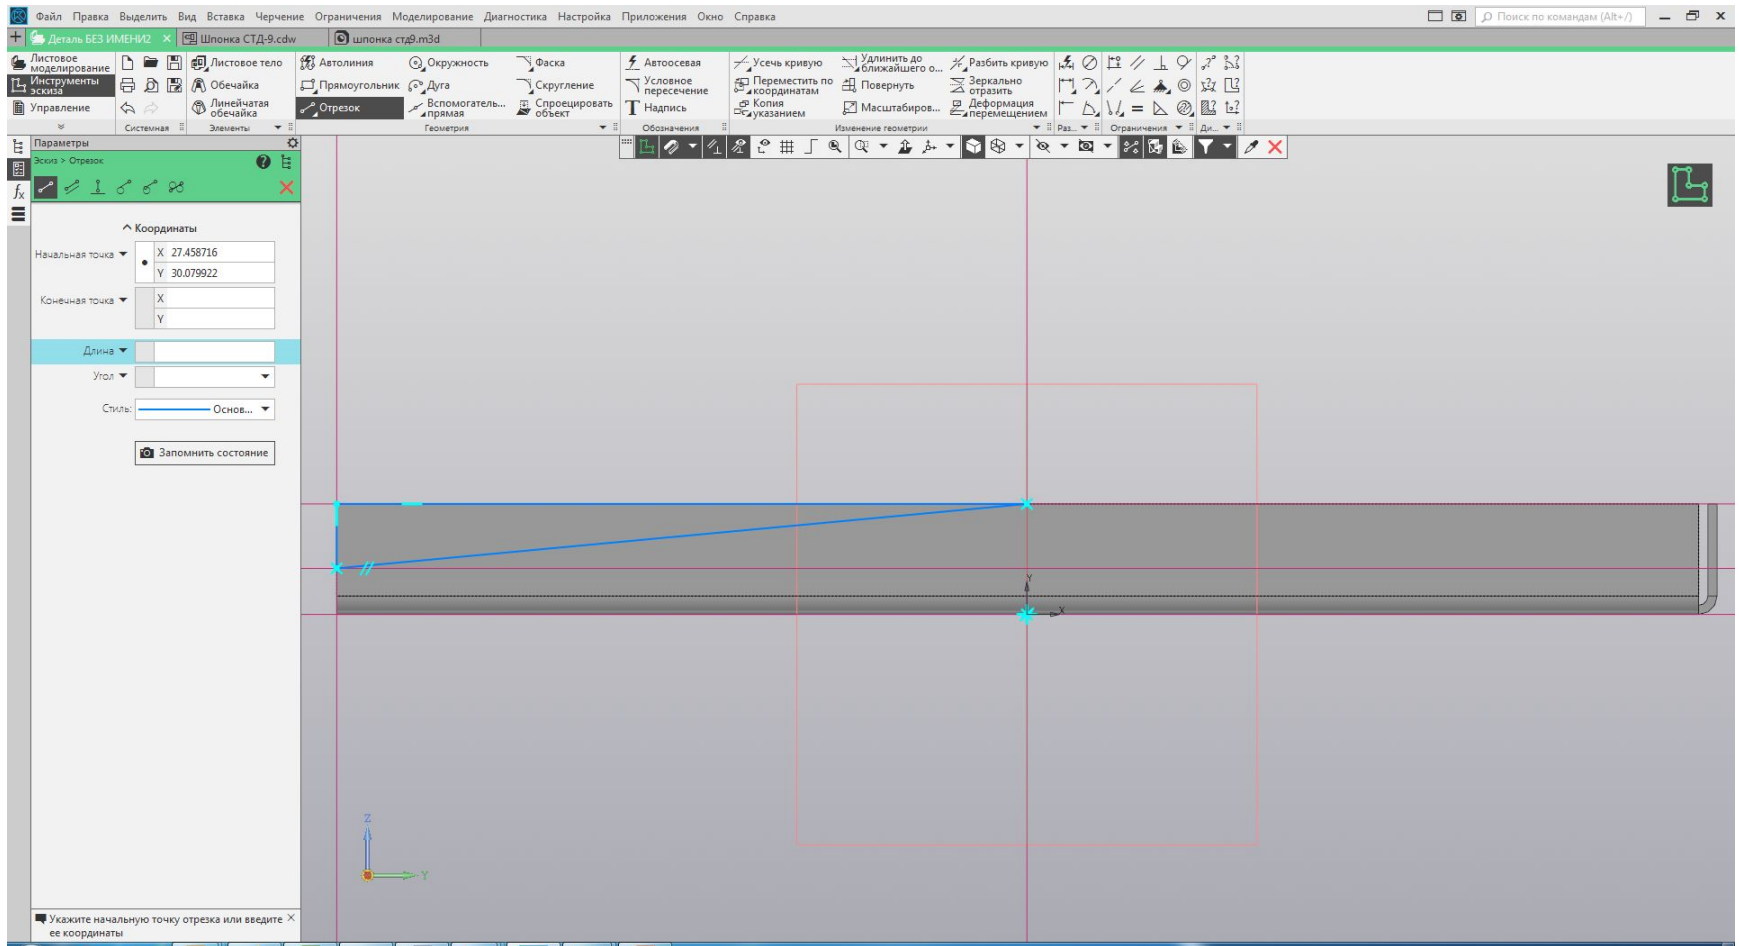 Файл Правка Выделить Вид Вставка Черчение Ограничения Моделирование Диагностика Настройка Приложения Окно Справка
Поиск по командам (Alt+/)
Деталь БЕЗ ИМЕНИ2
Шпонка СТД-9.cdw
шпонка стд9.m3d
Листовое моделирование
Инструменты эскиза
Управление
Системная
Листовое тело
Обечайка
Линейчатая обечайка
Элементы
Автолиния
Прямоугольник
Отрезок
Окружность
Дуга
Вспомогатель... прямая
Фаска
Скругление
Спроецировать объект
Геометрия
Автоосевая
Условное пересечение
Надпись
Обозначения
Усечь кривую
Переместить по координатам
Копия указанием
Удлинить до ближайшего о...
Повернуть
Масштабиров...
Разбить кривую
Зеркально отразить
Деформация перемещением
Изменение геометрии
Раз...
Ограничения
Ди...
Параметры
Эскиз > Отрезок
Координаты
Начальная точка
X 27.458716
Y 30.079922
Конечная точка
X
Y
Длина
Угол
Стиль:
Основ...
Запомнить состояние
Y
X
Z
Y
Укажите начальную точку отрезка или введите
ее координаты